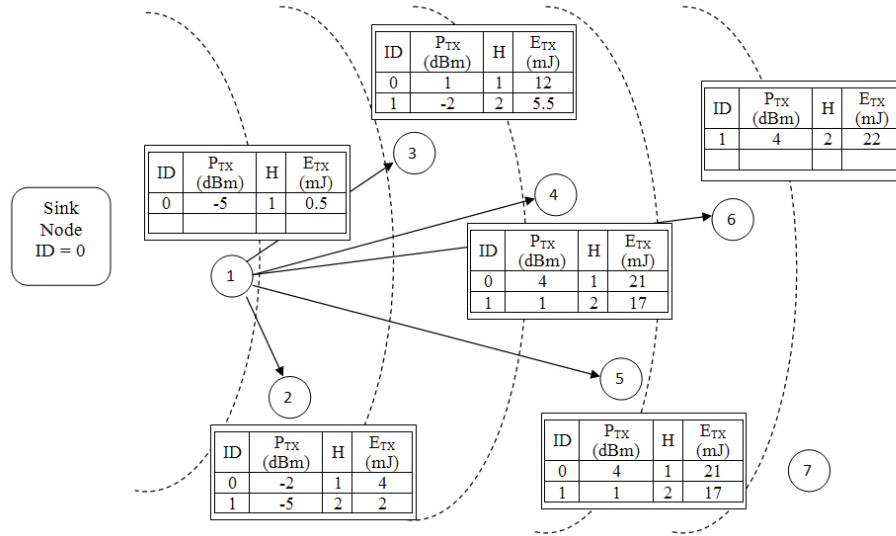 ID PTX (dBm) H ETX (mJ)
0 1 1 12
1 -2 2 5.5
ID PTX (dBm) H ETX (mJ)
1 4 2 22
ID PTX (dBm) H ETX (mJ)
0 -5 1 0.5
3
Sink
Node
ID = 0
4
6
ID PTX (dBm) H ETX (mJ)
0 4 1 21
1 1 2 17
1
5
2
ID PTX (dBm) H ETX (mJ)
0 -2 1 4
1 -5 2 2
ID PTX (dBm) H ETX (mJ)
0 4 1 21
1 1 2 17
7